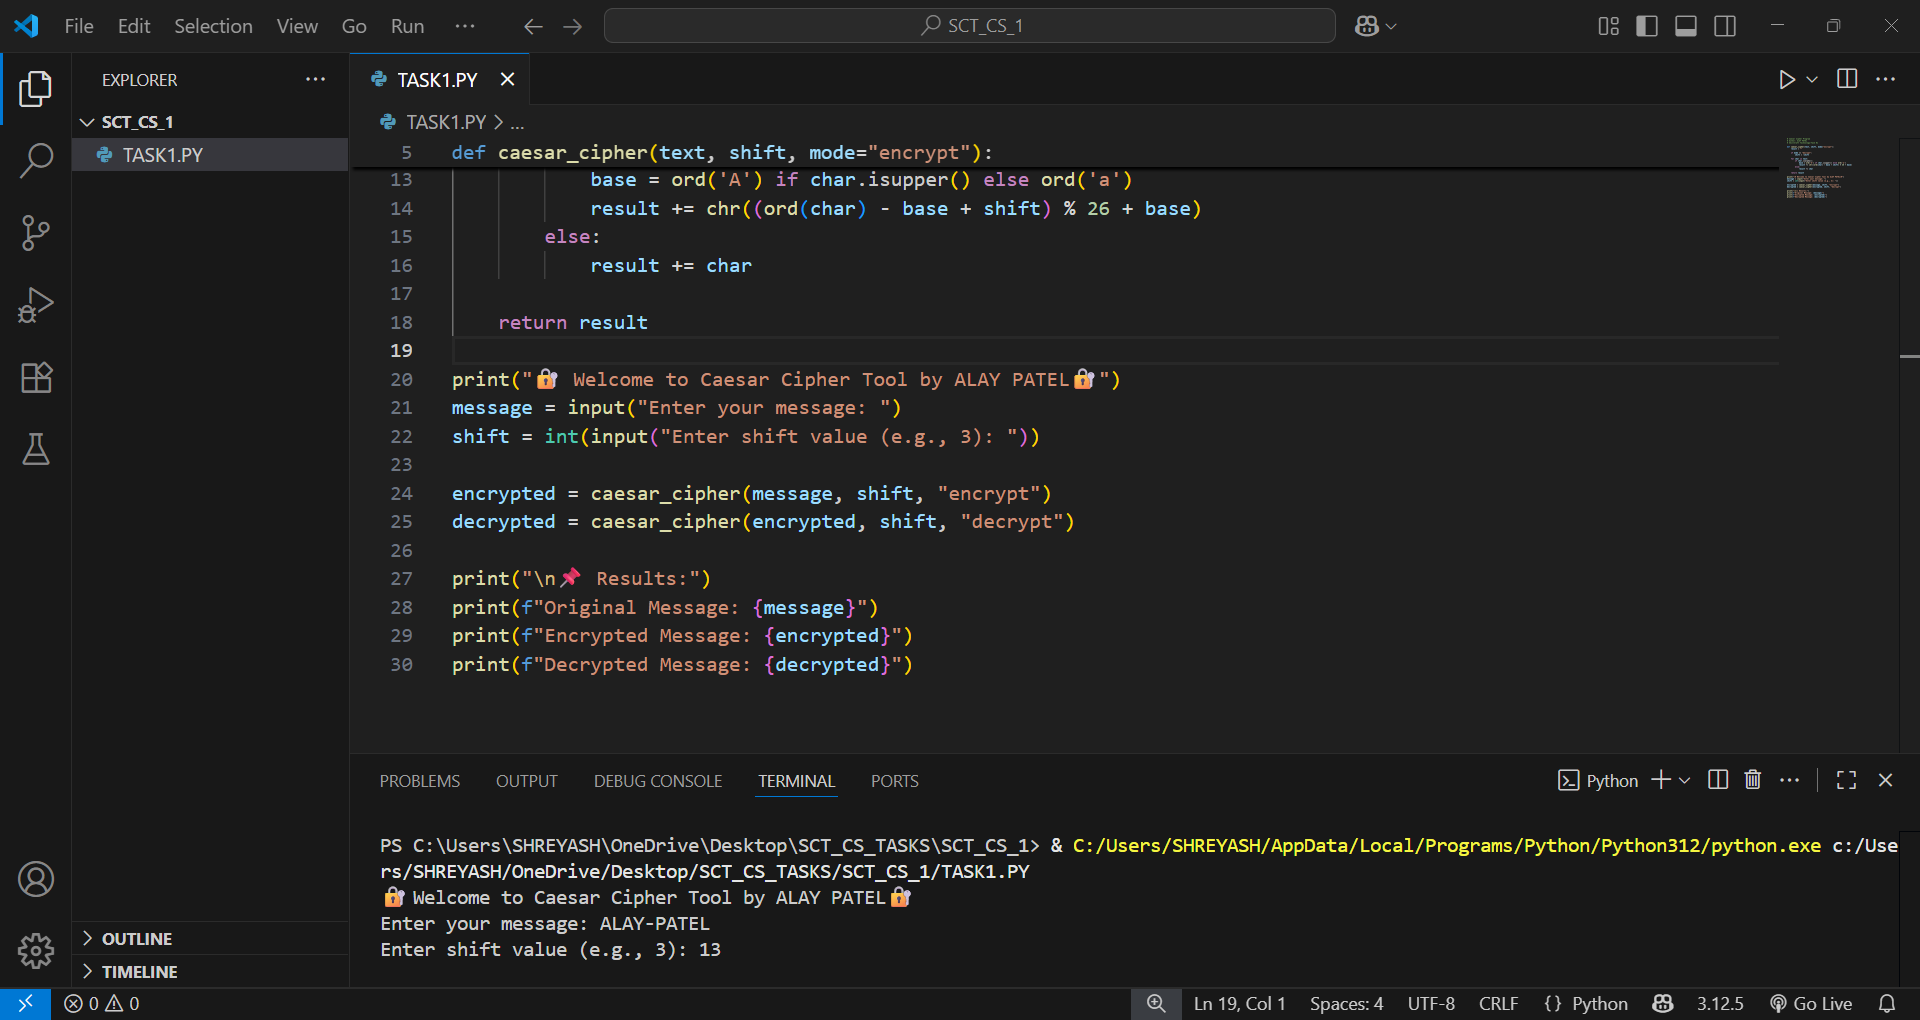 File Edit Selection View Go Run ··· SCT_CS_1
EXPLORER ···
SCT_CS_1
TASK1.PY
TASK1.PY
TASK1.PY > ...
5 def caesar_cipher(text, shift, mode="encrypt"):
13 base = ord('A') if char.isupper() else ord('a')
14 result += chr((ord(char) - base + shift) % 26 + base)
15 else:
16 result += char
17
18 return result
19
20 print("🔐 Welcome to Caesar Cipher Tool by ALAY PATEL🔐")
21 message = input("Enter your message: ")
22 shift = int(input("Enter shift value (e.g., 3): "))
23
24 encrypted = caesar_cipher(message, shift, "encrypt")
25 decrypted = caesar_cipher(encrypted, shift, "decrypt")
26
27 print("\n📌 Results:")
28 print(f"Original Message: {message}")
29 print(f"Encrypted Message: {encrypted}")
30 print(f"Decrypted Message: {decrypted}")
PROBLEMS OUTPUT DEBUG CONSOLE TERMINAL PORTS Python
PS C:\Users\SHREYASH\OneDrive\Desktop\SCT_CS_TASKS\SCT_CS_1> & C:/Users/SHREYASH/AppData/Local/Programs/Python/Python312/python.exe c:/Use
rs/SHREYASH/OneDrive/Desktop/SCT_CS_TASKS/SCT_CS_1/TASK1.PY
🔐 Welcome to Caesar Cipher Tool by ALAY PATEL🔐
Enter your message: ALAY-PATEL
Enter shift value (e.g., 3): 13
OUTLINE
TIMELINE
0 0 Ln 19, Col 1 Spaces: 4 UTF-8 CRLF {} Python 3.12.5 Go Live